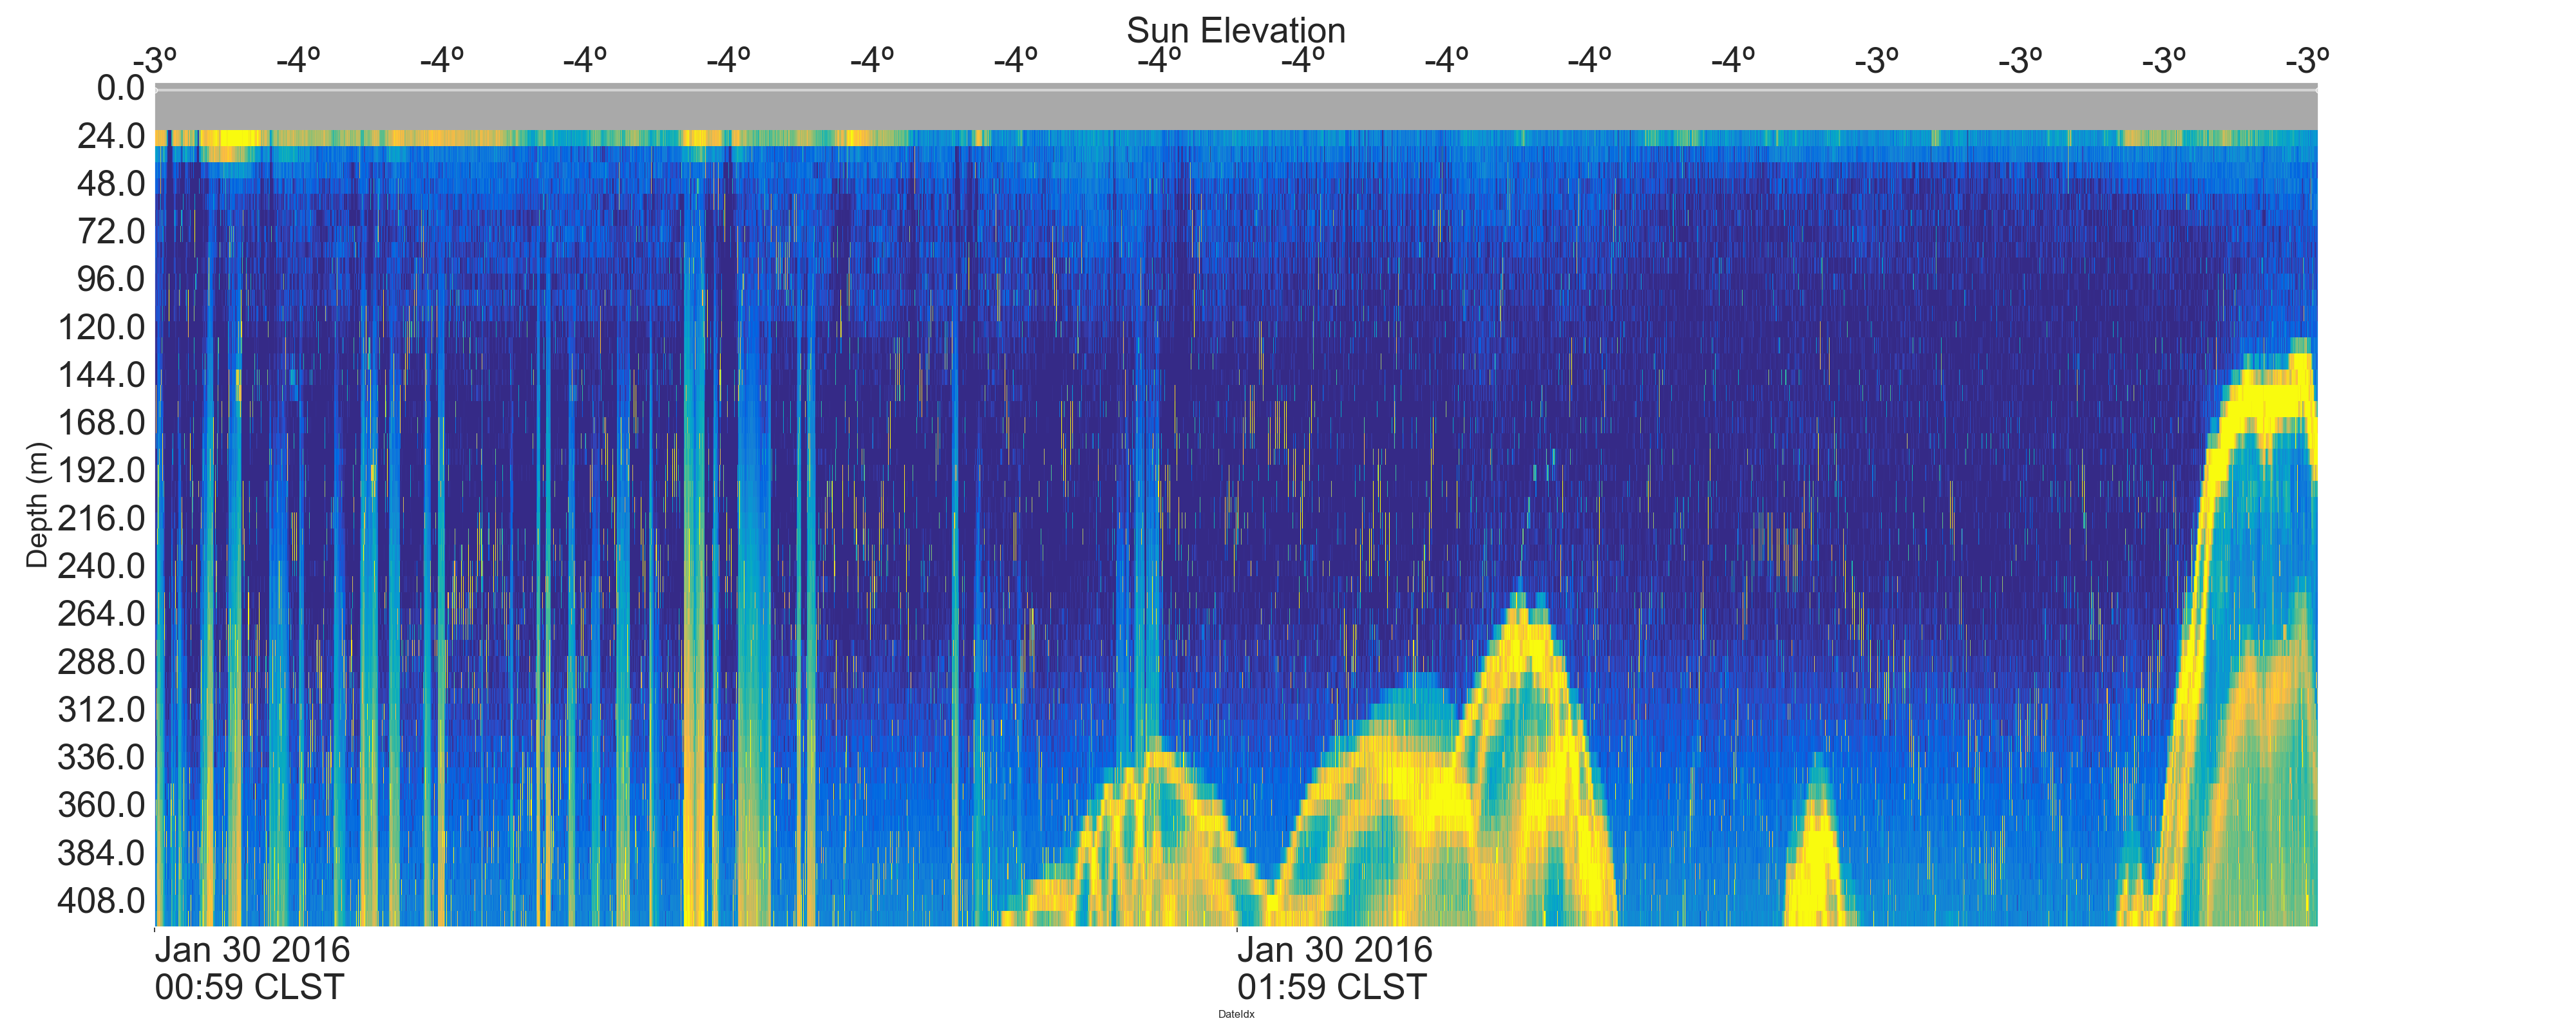 Sun Elevation
-3º -4º -4º -4º -4º -4º -4º -4º -4º -4º -4º -4º -3º -3º -3º -3º
0.0
24.0
48.0
72.0
96.0
120.0
144.0
168.0
192.0
216.0
240.0
264.0
288.0
312.0
336.0
360.0
384.0
408.0
Depth (m)
Jan 30 2016
00:59 CLST
Jan 30 2016
01:59 CLST
DateIdx